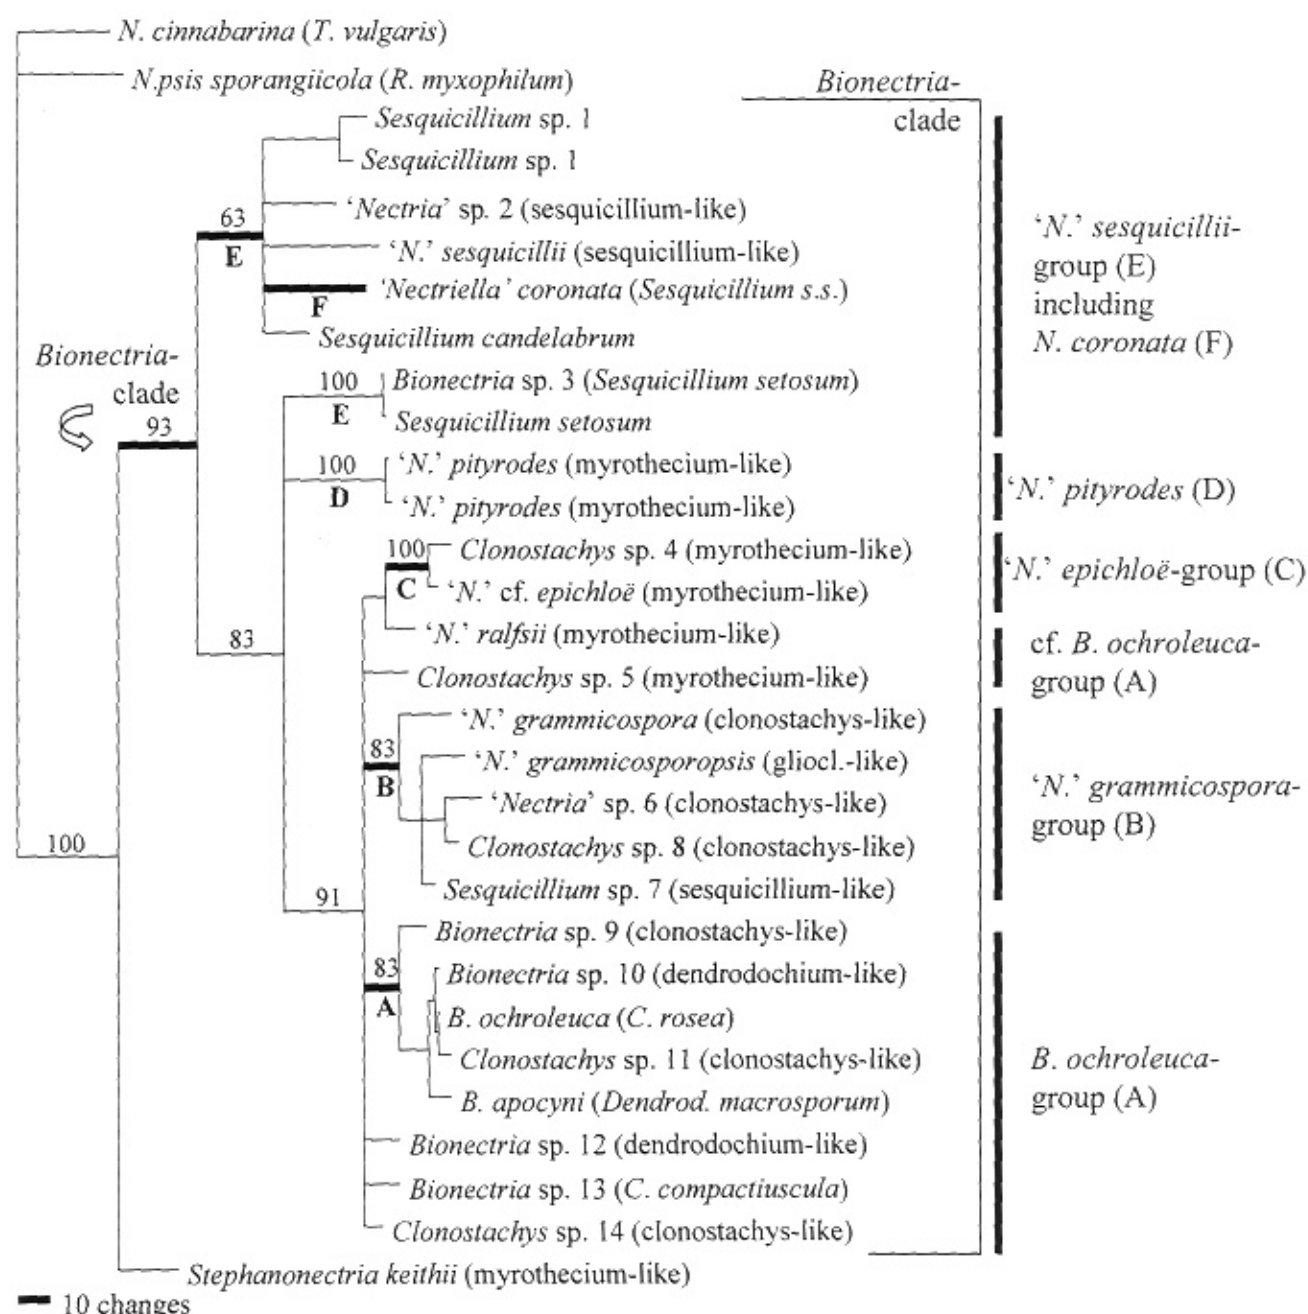 N. cinnabarina (T. vulgaris)
N.psis sporangiicola (R. myxophilum)
Bionectria-
clade
Sesquicillium sp. 1
Sesquicillium sp. 1
'Nectria' sp. 2 (sesquicillium-like)
63
E
'N.' sesquicillii (sesquicillium-like)
'Nectriella' coronata (Sesquicillium s.s.)
F
Sesquicillium candelabrum
'N.' sesquicillii-
group (E)
including
N. coronata (F)
Bionectria-
clade
93
100
E
Bionectria sp. 3 (Sesquicillium setosum)
Sesquicillium setosum
100
D
'N.' pityrodes (myrothecium-like)
'N.' pityrodes (myrothecium-like)
'N.' pityrodes (D)
100
C
Clonostachys sp. 4 (myrothecium-like)
'N.' cf. epichloë (myrothecium-like)
'N.' epichloë-group (C)
'N.' ralfsii (myrothecium-like)
83
Clonostachys sp. 5 (myrothecium-like)
cf. B. ochroleuca-
group (A)
'N.' grammicospora (clonostachys-like)
83
B
'N.' grammicosporopsis (gliocl.-like)
'Nectria' sp. 6 (clonostachys-like)
Clonostachys sp. 8 (clonostachys-like)
Sesquicillium sp. 7 (sesquicillium-like)
'N.' grammicospora-
group (B)
100
91
Bionectria sp. 9 (clonostachys-like)
83
A
Bionectria sp. 10 (dendrodochium-like)
B. ochroleuca (C. rosea)
Clonostachys sp. 11 (clonostachys-like)
B. apocyni (Dendrod. macrosporum)
B. ochroleuca-
group (A)
Bionectria sp. 12 (dendrodochium-like)
Bionectria sp. 13 (C. compactiuscula)
Clonostachys sp. 14 (clonostachys-like)
Stephanonectria keithii (myrothecium-like)
10 changes